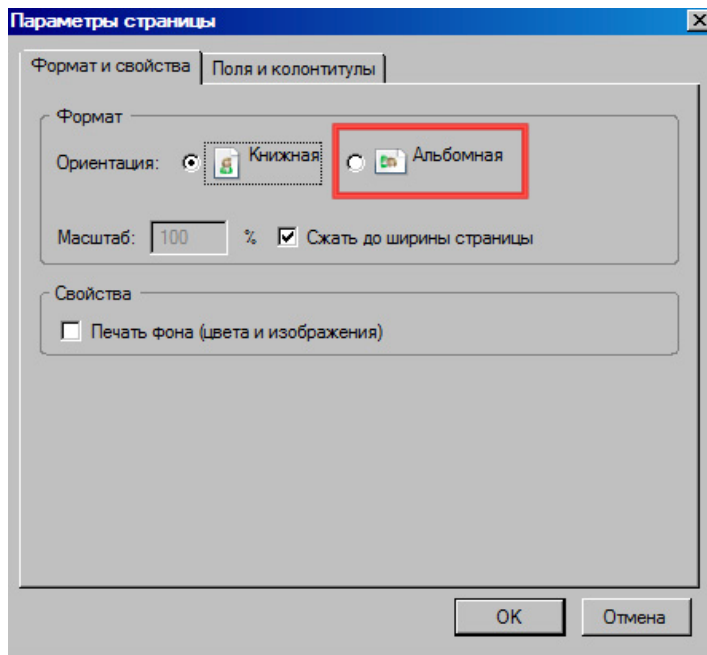 Параметры страницы
Формат и свойства Поля и колонтитулы
Формат
Ориентация: Книжная Альбомная
Масштаб: 100 % Сжать до ширины страницы
Свойства
Печать фона (цвета и изображения)
OK Отмена